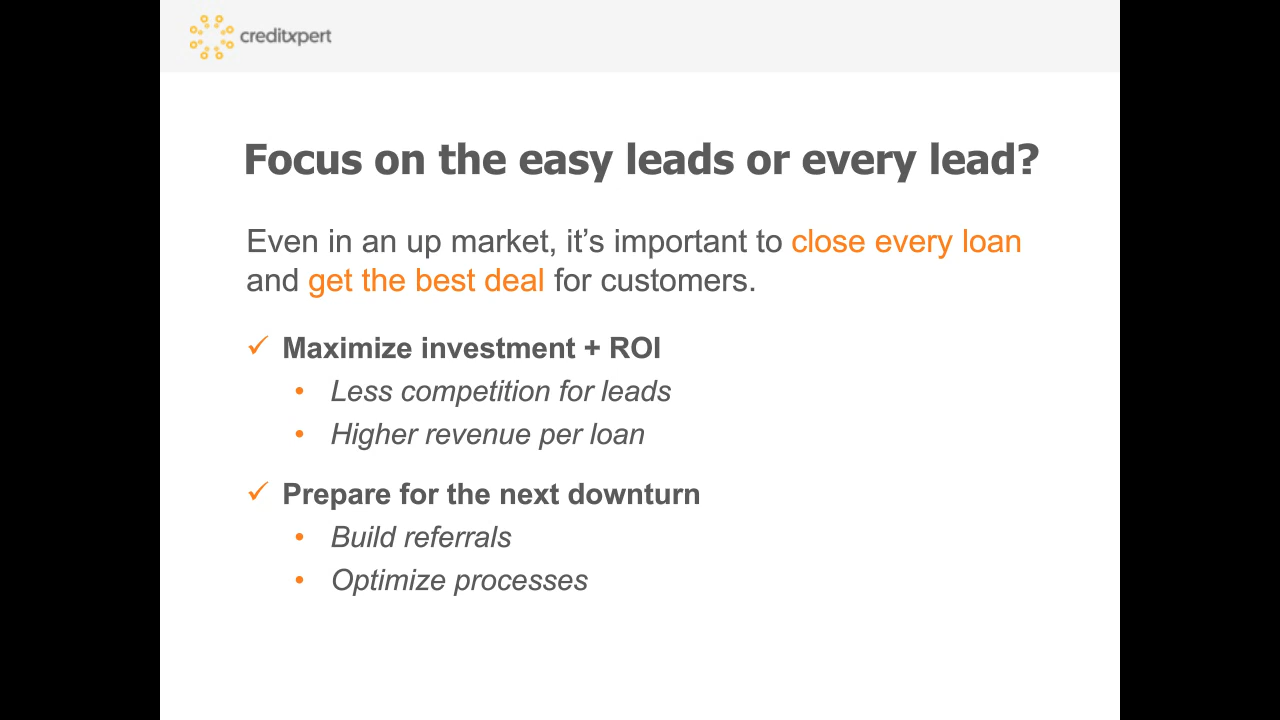 creditxpert
Focus on the easy leads or every lead?
Even in an up market, it’s important to close every loan
and get the best deal for customers.
✓ Maximize investment + ROI
• Less competition for leads
• Higher revenue per loan
✓ Prepare for the next downturn
• Build referrals
• Optimize processes